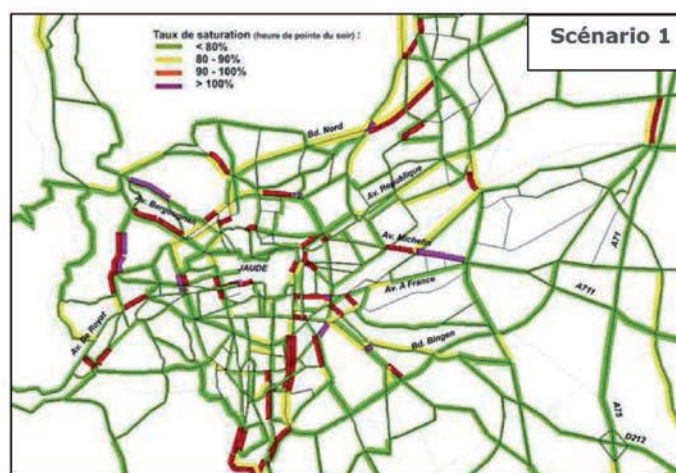 Scénario 1
Taux de saturation (heure de pointe du soir) :
< 80%
80 - 90%
90 - 100%
> 100%
Bd. Nord
Av. République
Av. Bergougnan
Av. Michelin
JAUDE
A71
A711
Av. A France
Av. De Royat
Bd. Bingen
A75
D212